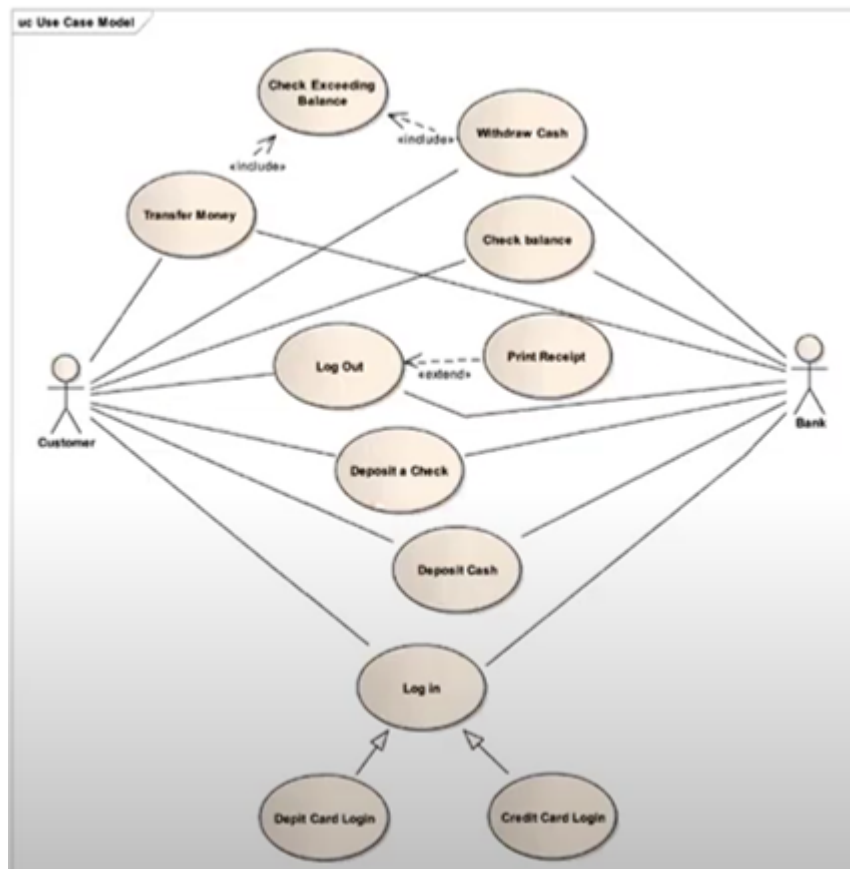 uc Use Case Model
Check Exceeding
Balance
Withdraw Cash
«include»
«include»
Transfer Money
Check balance
Log Out
Print Receipt
«extend»
Customer
Bank
Deposit a Check
Deposit Cash
Log in
Depit Card Login
Credit Card Login